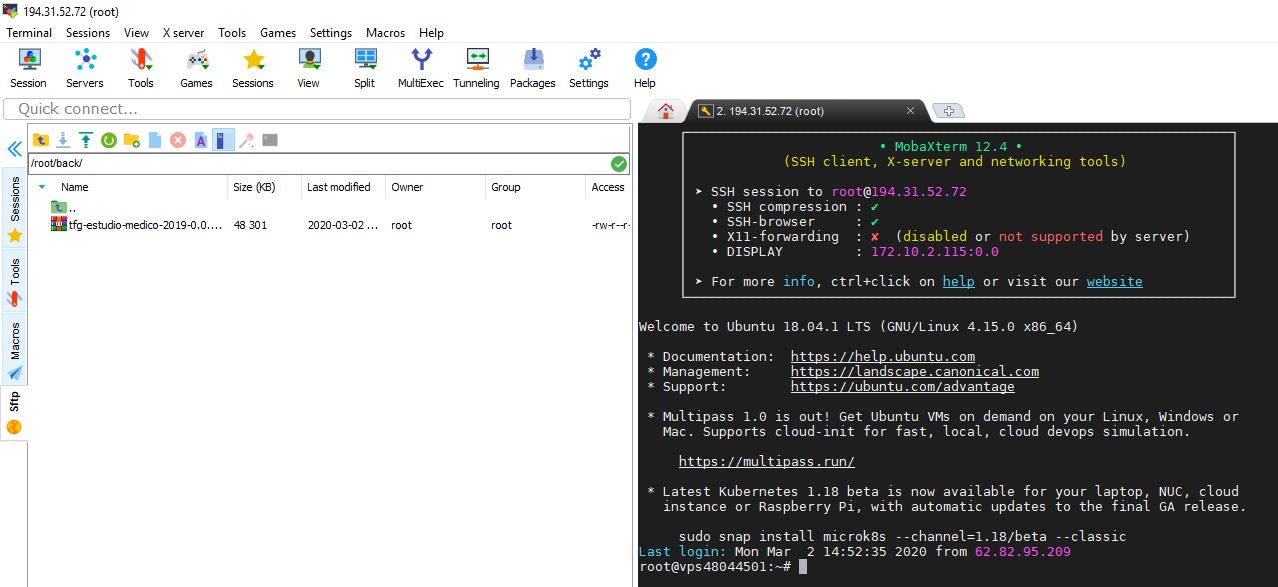 194.31.52.72 (root)
Terminal Sessions View X server Tools Games Settings Macros Help
Session Servers Tools Games Sessions View Split MultiExec Tunneling Packages Settings Help
Quick connect...
2. 194.31.52.72 (root)
/root/back/
Name Size (KB) Last modified Owner Group Access
..
tfg-estudio-medico-2019-0.0.... 48 301 2020-03-02 ... root root -rw-r--r-
Sessions
Tools
Macros
Sftp
• MobaXterm 12.4 •
(SSH client, X-server and networking tools)
➤ SSH session to root@194.31.52.72
• SSH compression : ✔
• SSH-browser : ✔
• X11-forwarding : ✘ (disabled or not supported by server)
• DISPLAY : 172.10.2.115:0.0
➤ For more info, ctrl+click on help or visit our website
Welcome to Ubuntu 18.04.1 LTS (GNU/Linux 4.15.0 x86_64)
* Documentation: https://help.ubuntu.com
* Management: https://landscape.canonical.com
* Support: https://ubuntu.com/advantage
* Multipass 1.0 is out! Get Ubuntu VMs on demand on your Linux, Windows or
Mac. Supports cloud-init for fast, local, cloud devops simulation.
https://multipass.run/
* Latest Kubernetes 1.18 beta is now available for your laptop, NUC, cloud
instance or Raspberry Pi, with automatic updates to the final GA release.
sudo snap install microk8s --channel=1.18/beta --classic
Last login: Mon Mar  2 14:52:35 2020 from 62.82.95.209
root@vps48044501:~#